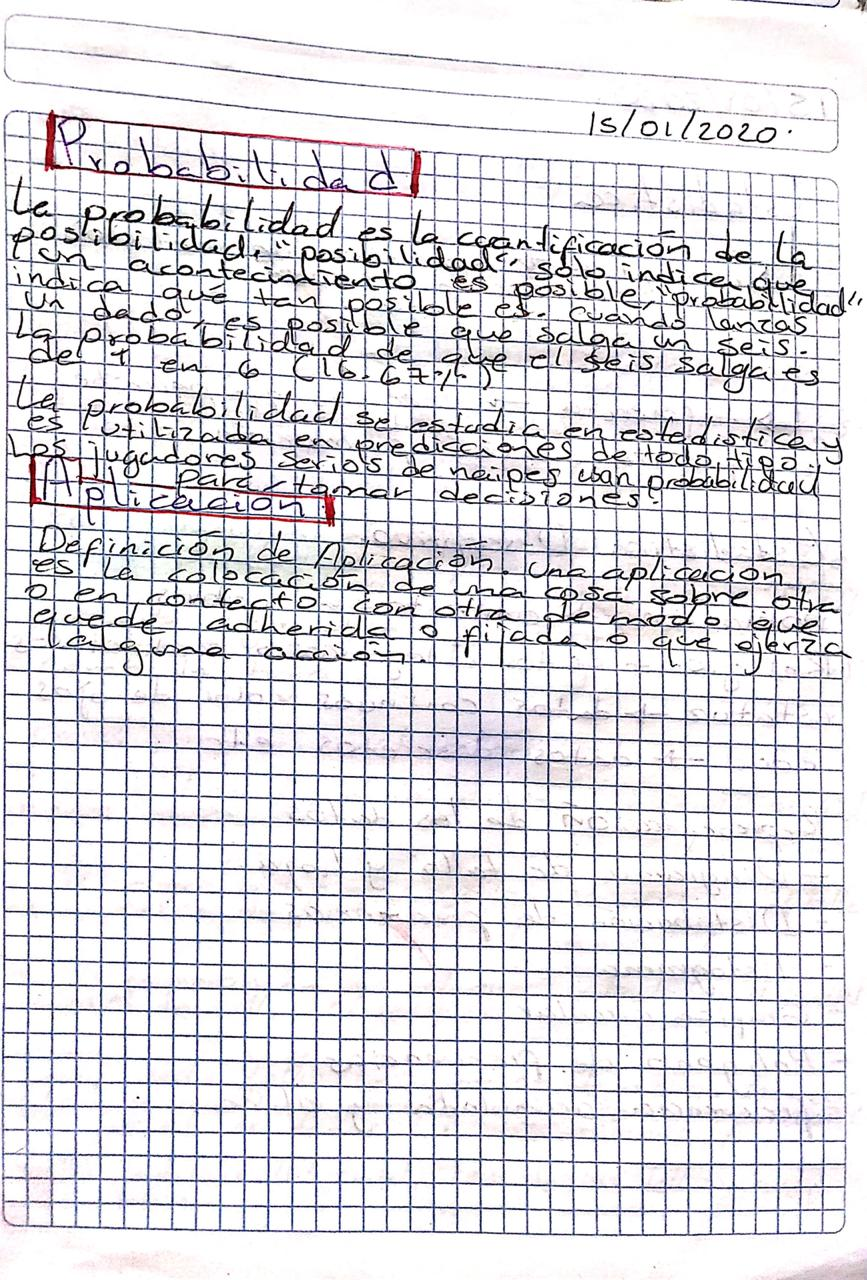 15/01/2020.
Probabilidad
La probabilidad es la cuantificación de la
posibilidad. "posibilidad", solo indica que
un acontecimiento es posible, "probabilidad"
indica qué tan posible es. Cuando lanzas
un dado, es posible que salga un seis.
La probabilidad de que el seis salga es
de 1 en 6 (16.67%)
La probabilidad se estudia en estadística y
es utilizada en predicciones de todo tipo.
Los jugadores serios de naipes usan probabilidad
para tomar decisiones.
Aplicación
Definición de Aplicación. una aplicación
es la colocación de una cosa sobre otra
o en contacto con otra de modo que
quede adherida o fijada o que ejerza
alguna acción.